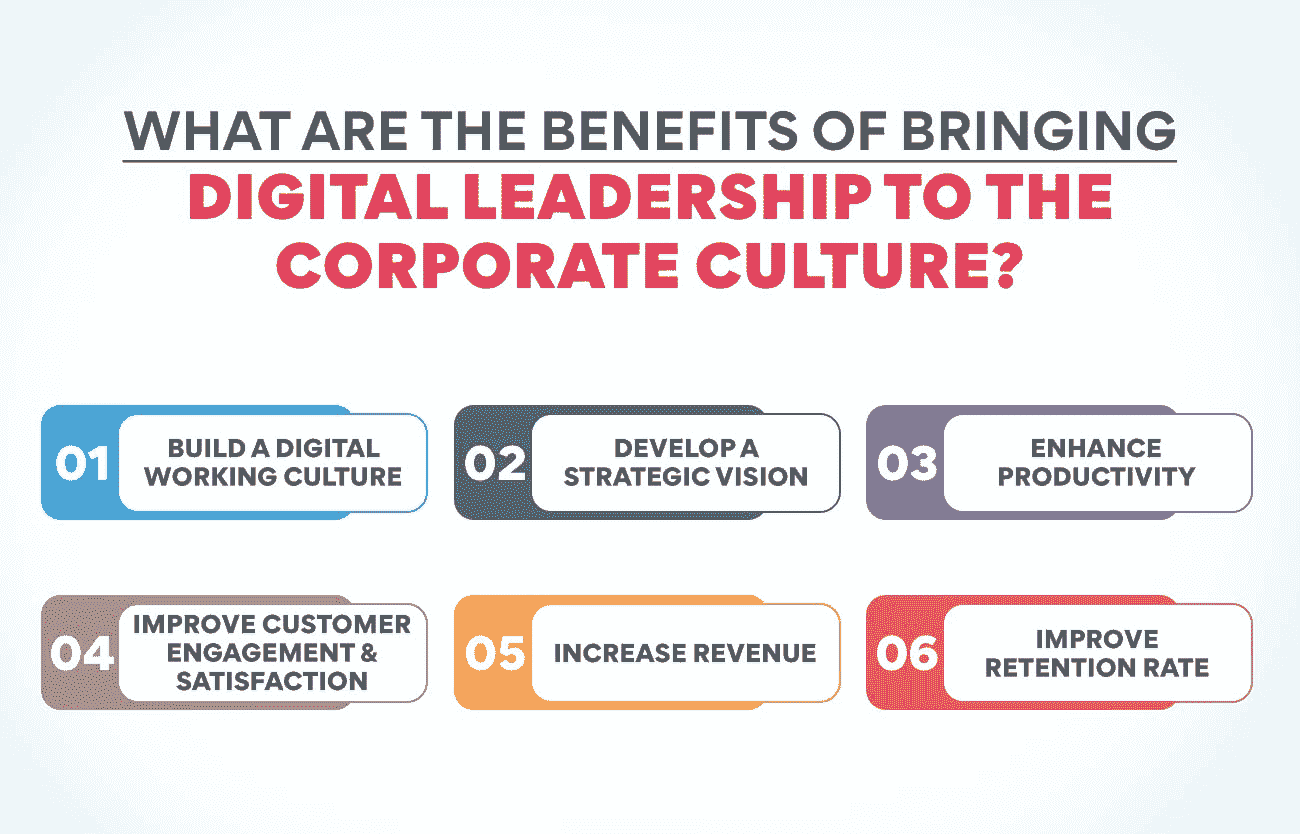 WHAT ARE THE BENEFITS OF BRINGING
DIGITAL LEADERSHIP TO THE
CORPORATE CULTURE?
01
BUILD A DIGITAL
WORKING CULTURE
02
DEVELOP A
STRATEGIC VISION
03
ENHANCE
PRODUCTIVITY
04
IMPROVE CUSTOMER
ENGAGEMENT &
SATISFACTION
05
INCREASE REVENUE
06
IMPROVE
RETENTION RATE